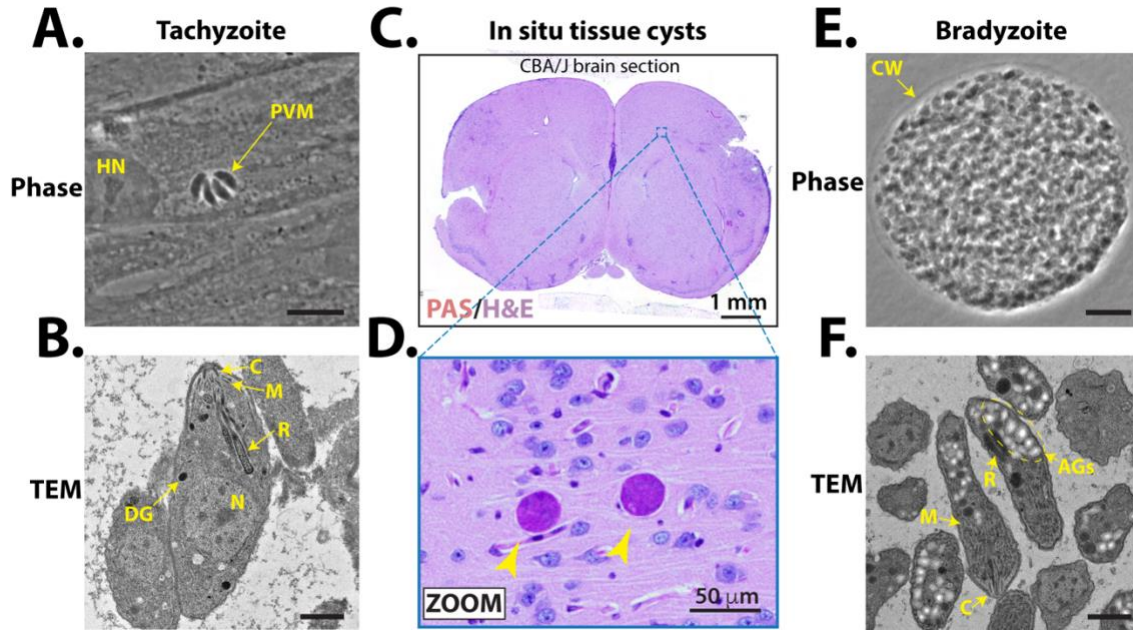 A.
Tachyzoite
Phase
HN
PVM
B.
TEM
C
M
R
DG
N
C.
In situ tissue cysts
CBA/J brain section
PAS/H&E
1 mm
D.
ZOOM
50 µm
E.
Bradyzoite
Phase
CW
F.
TEM
AGs
R
M
C